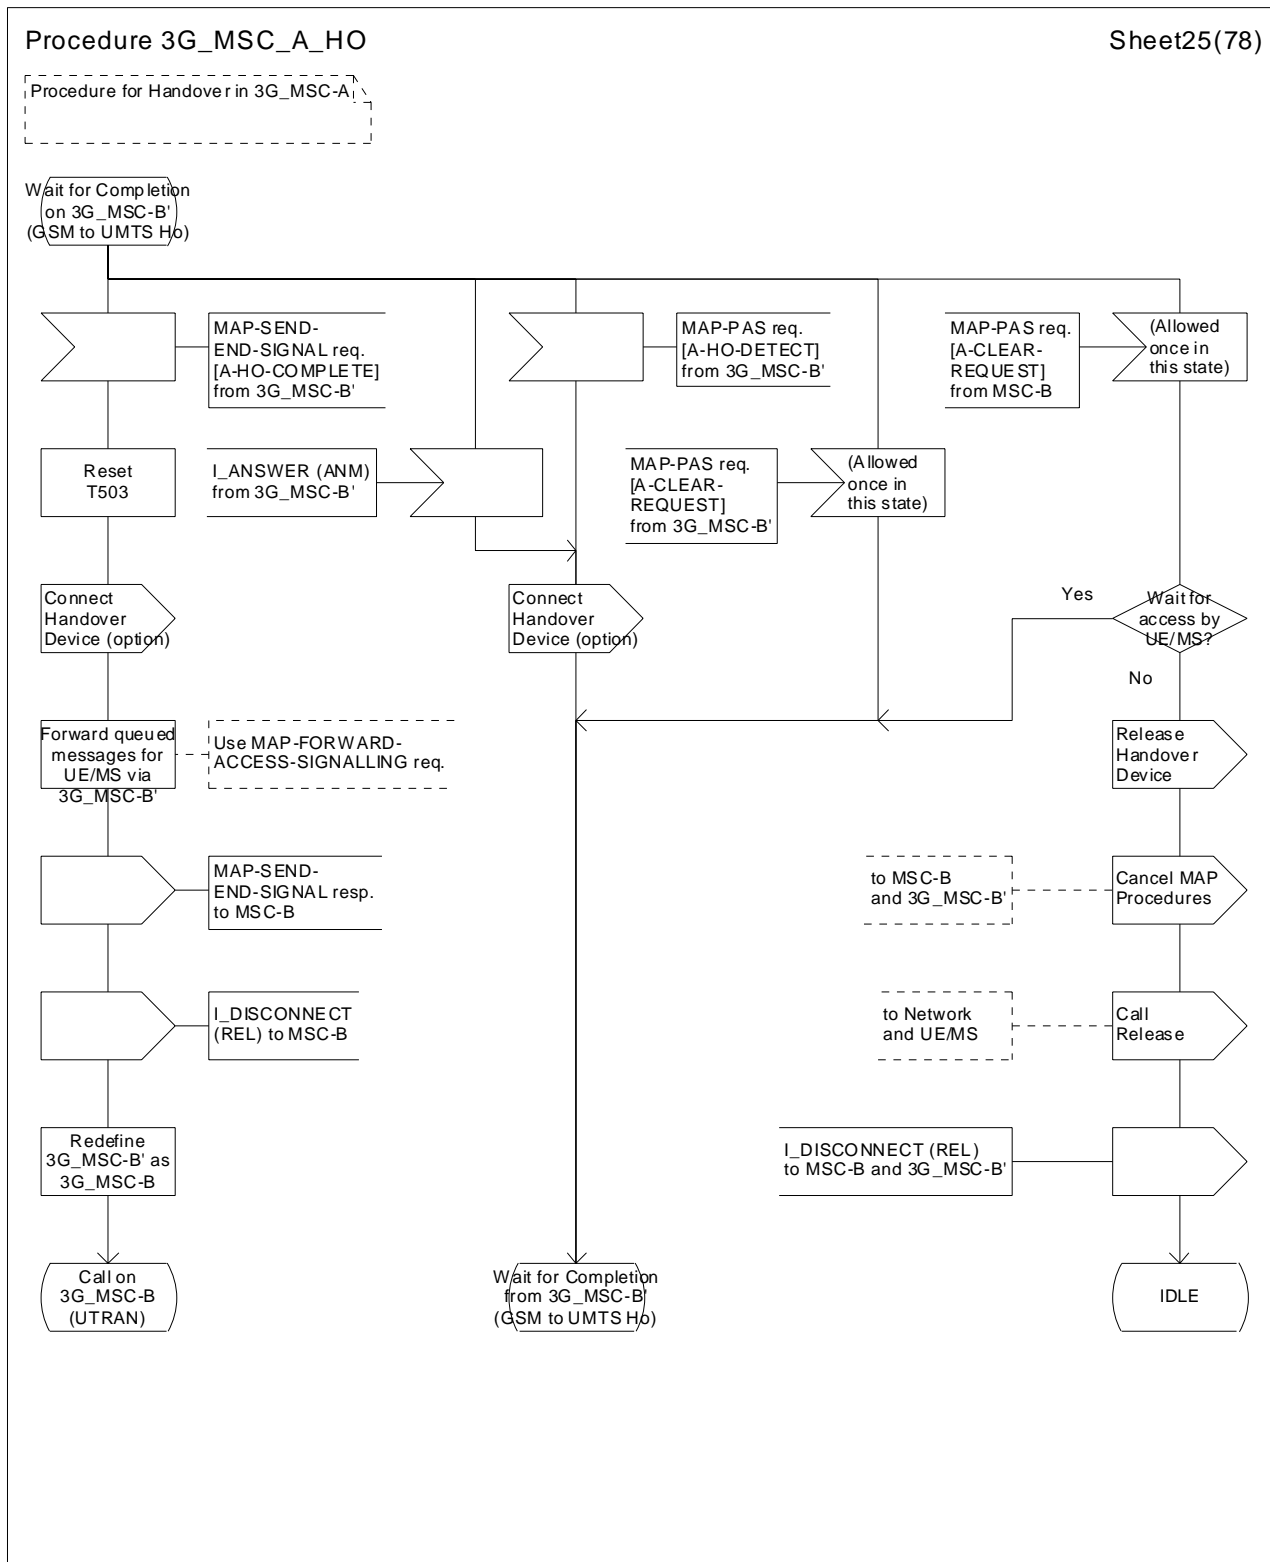 Procedure 3G_MSC_A_HO
Sheet25(78)
Procedure for Handover in 3G_MSC-A
Wait for Completion
on 3G_MSC-B'
(GSM to UMTS Ho)
MAP-SEND-
END-SIGNAL req.
[A-HO-COMPLETE]
from 3G_MSC-B'
MAP-PAS req.
[A-HO-DETECT]
from 3G_MSC-B'
MAP-PAS req.
[A-CLEAR-
REQUEST]
from MSC-B
(Allowed
once in
this state)
Reset
T503
I_ANSWER (ANM)
from 3G_MSC-B'
MAP-PAS req.
[A-CLEAR-
REQUEST]
from 3G_MSC-B'
(Allowed
once in
this state)
Connect
Handover
Device (option)
Connect
Handover
Device (option)
Yes
Wait for
access by
UE/MS?
No
Forward queued
messages for
UE/MS via
3G_MSC-B'
Use MAP-FORWARD-
ACCESS-SIGNALLING req.
Release
Handover
Device
MAP-SEND-
END-SIGNAL resp.
to MSC-B
to MSC-B
and 3G_MSC-B'
Cancel MAP
Procedures
I_DISCONNECT
(REL) to MSC-B
to Network
and UE/MS
Call
Release
Redefine
3G_MSC-B' as
3G_MSC-B
I_DISCONNECT (REL)
to MSC-B and 3G_MSC-B'
Call on
3G_MSC-B
(UTRAN)
Wait for Completion
from 3G_MSC-B'
(GSM to UMTS Ho)
IDLE